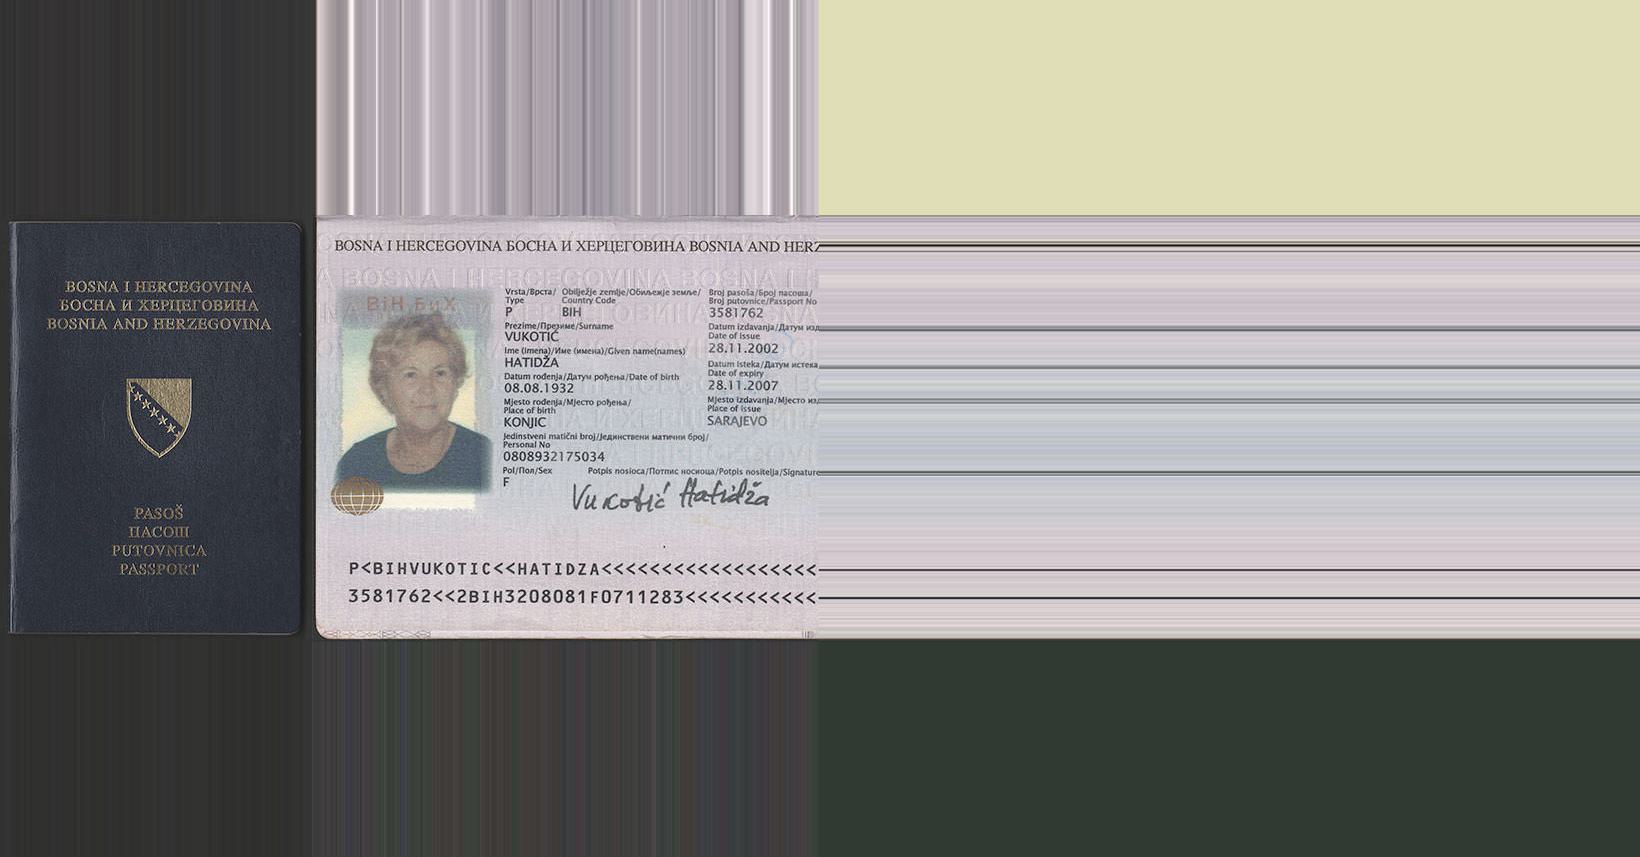 BOSNA I HERCEGOVINA
БОСНА И ХЕРЦЕГОВИНА
BOSNIA AND HERZEGOVINA
PASOŠ
ПАСОШ
PUTOVNICA
PASSPORT
BOSNA I HERCEGOVINA БОСНА И ХЕРЦЕГОВИНА BOSNIA AND HERZ
BOSNA I HERCEGOVINA BOSNA I H
BiH БиХ
Vrsta/Врста/ Obilježje zemlje/Обиљежје земље/ Broj pasoša/Број пасоша/
Type Country Code Broj putovnice/Passport No
P BIH 3581762
Prezime/Презиме/Surname Datum izdavanja/Датум изд
VUKOTIĆ Date of issue
28.11.2002
Ime (imena)/Име (имена)/Given name(names)
HATIDŽA Datum isteka/Датум истека
Datum rođenja/Датум рођења/Date of birth Date of expiry
08.08.1932 28.11.2007
Mjesto rođenja/Мјесто рођења/ Mjesto izdavanja/Мјесто из
Place of birth Place of issue
KONJIC SARAJEVO
Jedinstveni matični broj/Јединствени матични број/
Personal No
0808932175034
Pol/Пол/Sex Potpis nosioca/Потпис носиоца/Potpis nositelja/Signature
F Vukotić Hatidža
P<BIHVUKOTIC<<HATIDZA<<<<<<<<<<<<<<<<<<
3581762<<2BIH3208081F0711283<<<<<<<<<<<